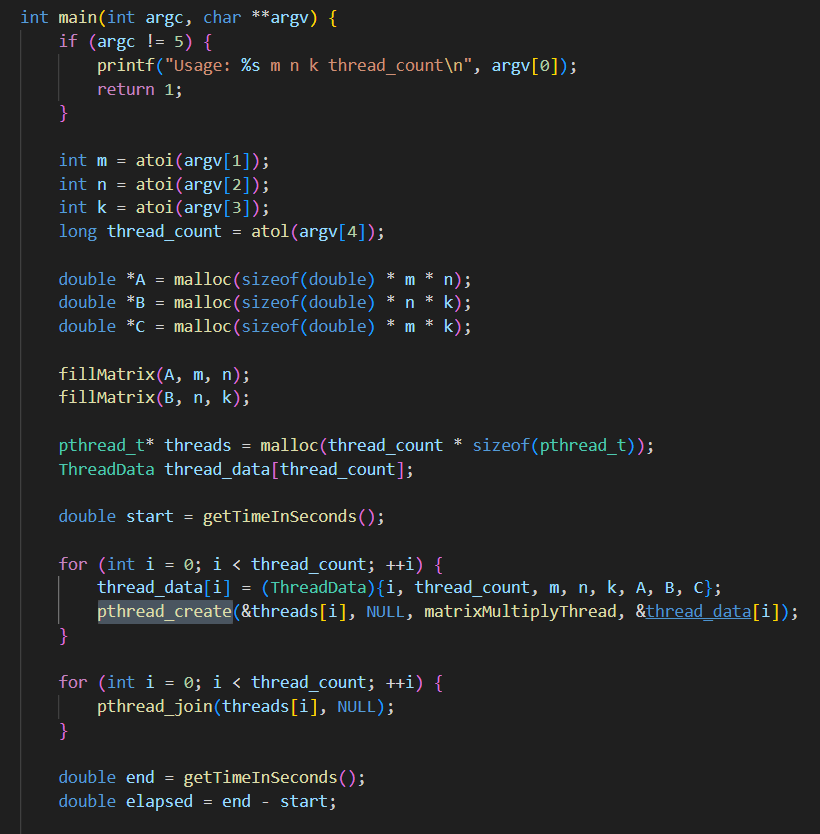 int main(int argc, char **argv) {
    if (argc != 5) {
        printf("Usage: %s m n k thread_count\n", argv[0]);
        return 1;
    }

    int m = atoi(argv[1]);
    int n = atoi(argv[2]);
    int k = atoi(argv[3]);
    long thread_count = atol(argv[4]);

    double *A = malloc(sizeof(double) * m * n);
    double *B = malloc(sizeof(double) * n * k);
    double *C = malloc(sizeof(double) * m * k);

    fillMatrix(A, m, n);
    fillMatrix(B, n, k);

    pthread_t* threads = malloc(thread_count * sizeof(pthread_t));
    ThreadData thread_data[thread_count];

    double start = getTimeInSeconds();

    for (int i = 0; i < thread_count; ++i) {
        thread_data[i] = (ThreadData){i, thread_count, m, n, k, A, B, C};
        pthread_create(&threads[i], NULL, matrixMultiplyThread, &thread_data[i]);
    }

    for (int i = 0; i < thread_count; ++i) {
        pthread_join(threads[i], NULL);
    }

    double end = getTimeInSeconds();
    double elapsed = end - start;